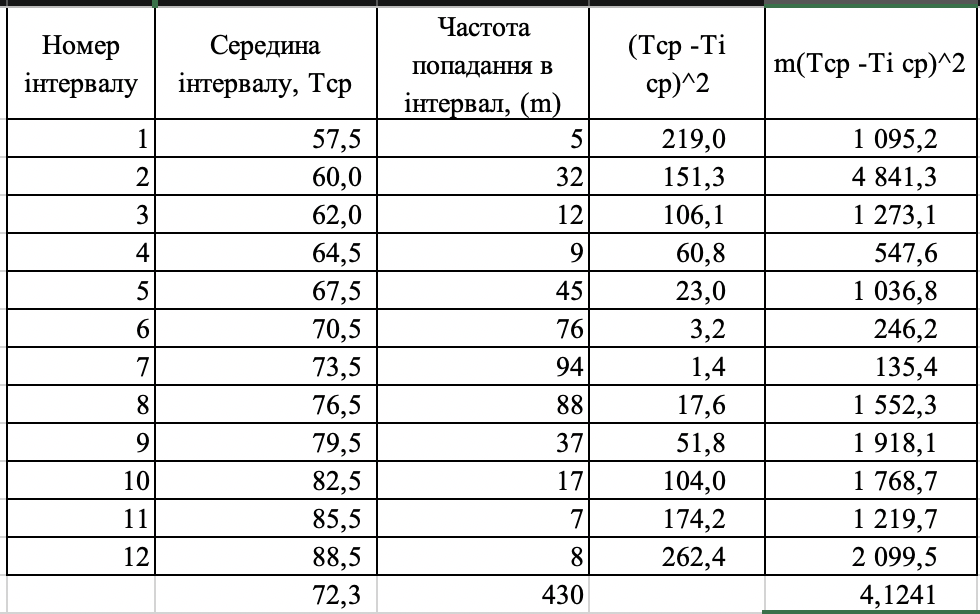 Номер інтервалу Середина інтервалу, Тср Частота попадання в інтервал, (m) (Тср -Ті ср)^2 m(Тср -Ті ср)^2
1 57,5 5 219,0 1 095,2
2 60,0 32 151,3 4 841,3
3 62,0 12 106,1 1 273,1
4 64,5 9 60,8 547,6
5 67,5 45 23,0 1 036,8
6 70,5 76 3,2 246,2
7 73,5 94 1,4 135,4
8 76,5 88 17,6 1 552,3
9 79,5 37 51,8 1 918,1
10 82,5 17 104,0 1 768,7
11 85,5 7 174,2 1 219,7
12 88,5 8 262,4 2 099,5
72,3 430 4,1241